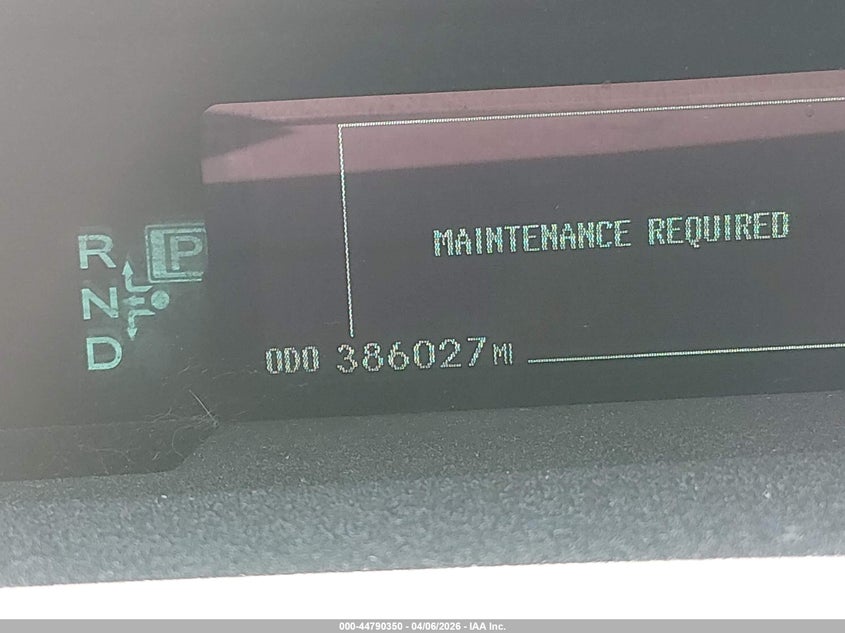 MAINTENANCE REQUIRED
R
P
N
D
ODO 386027 MI
000-44790350 - 04/06/2026 - IAA Inc.